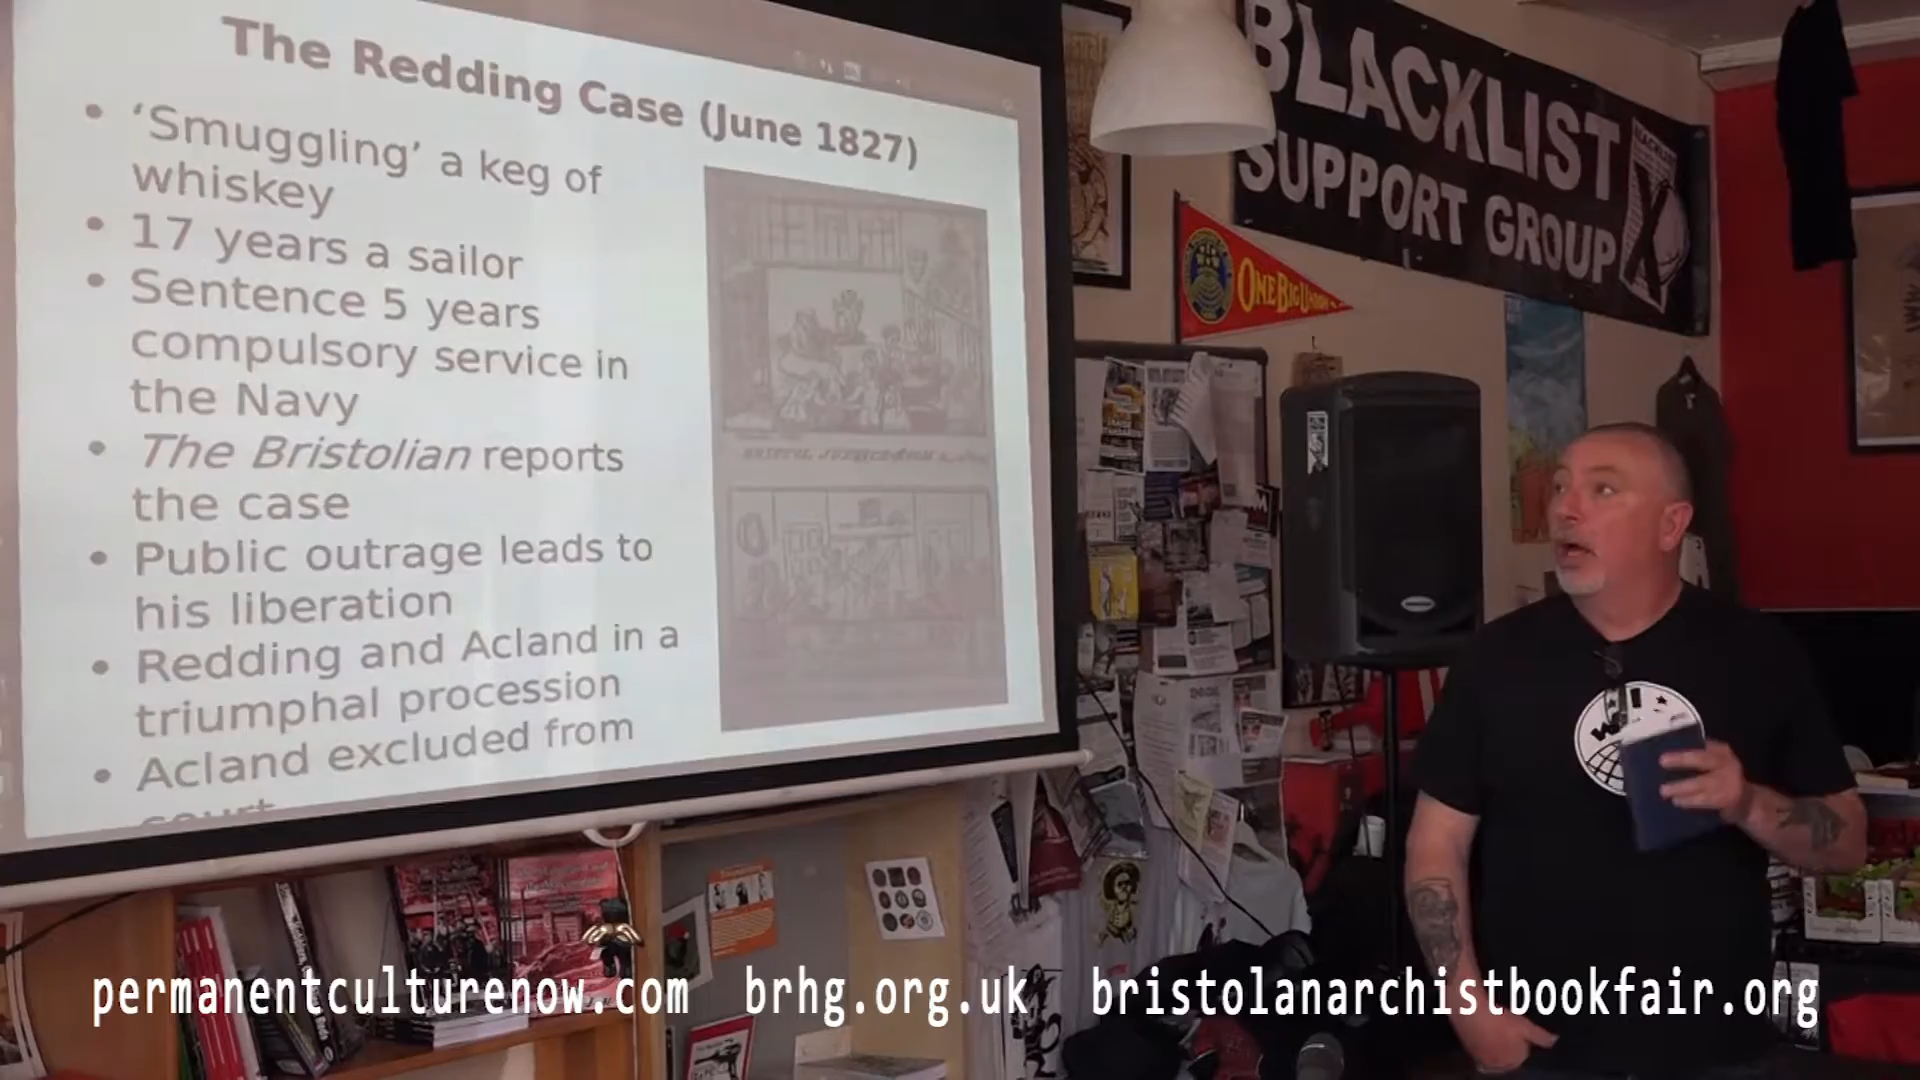 The Redding Case (June 1827)
• ‘Smuggling’ a keg of
whiskey
• 17 years a sailor
• Sentence 5 years
compulsory service in
the Navy
• The Bristolian reports
the case
• Public outrage leads to
his liberation
• Redding and Acland in a
triumphal procession
• Acland excluded from
court
BLACKLIST
SUPPORT GROUP
ONE BIG UNION
permanentculturenow.com brhg.org.uk bristolanarchistbookfair.org